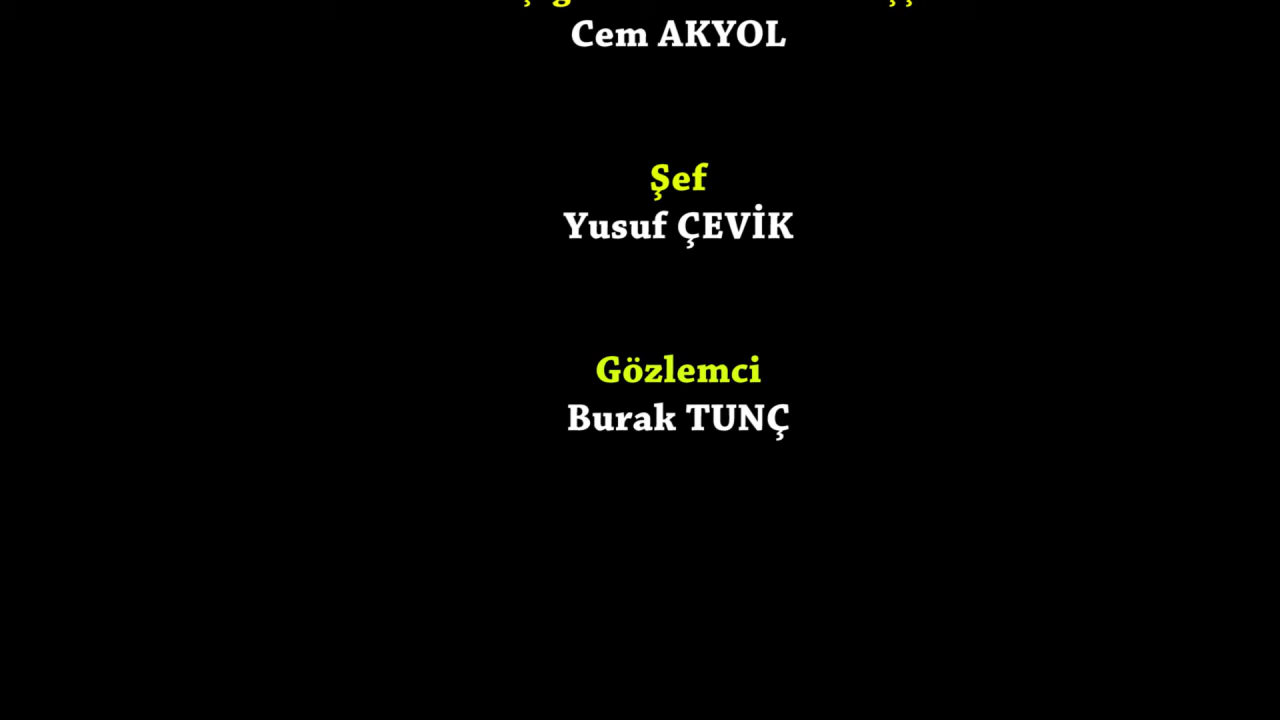 Cem AKYOL
Şef
Yusuf ÇEVİK
Gözlemci
Burak TUNÇ